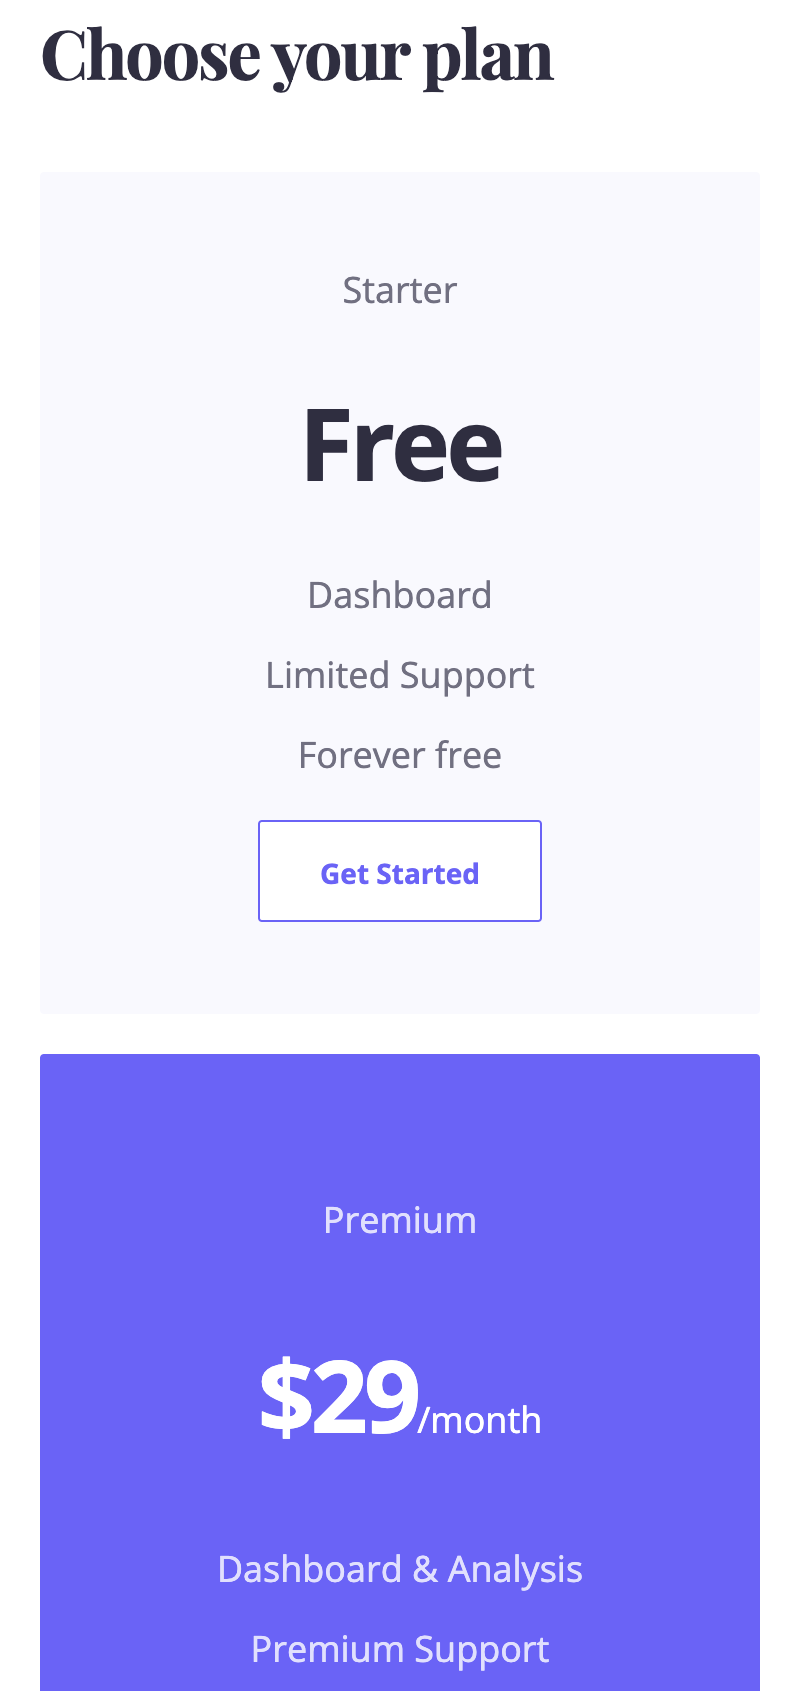 Choose your plan
Starter
Free
Dashboard
Limited Support
Forever free
Get Started
Premium
$29/month
Dashboard & Analysis
Premium Support